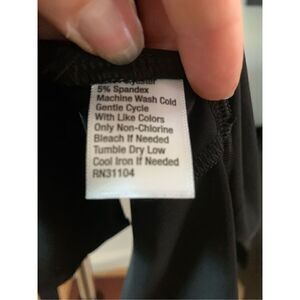 5% Spandex
Machine Wash Cold
Gentle Cycle
With Like Colors
Only Non-Chlorine
Bleach If Needed
Tumble Dry Low
Cool Iron If Needed
RN31104